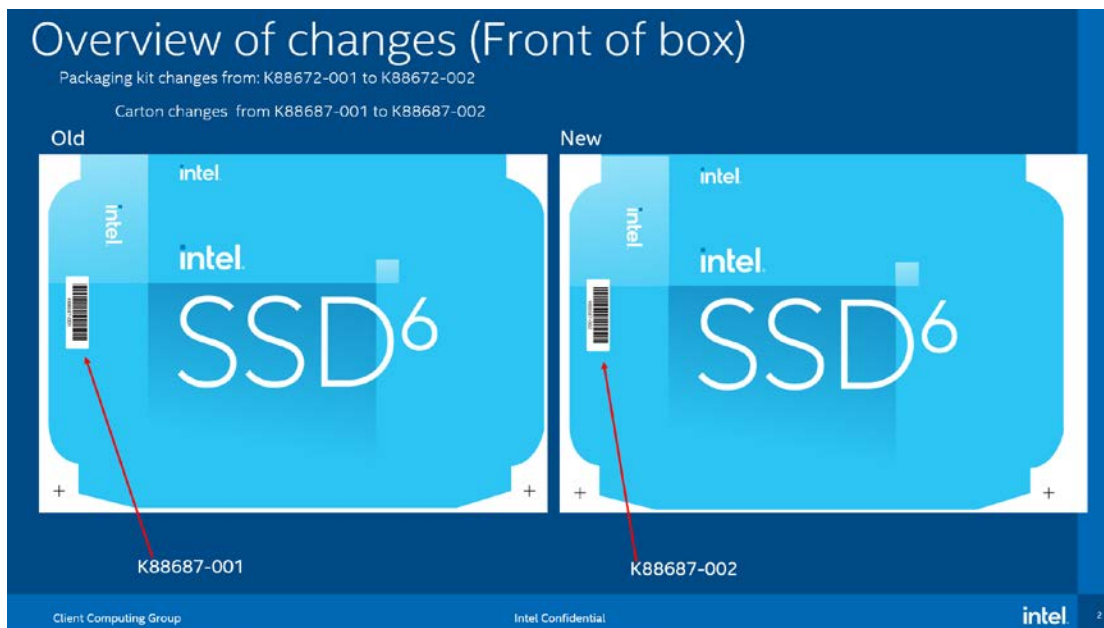 Overview of changes (Front of box)
Packaging kit changes from: K88672-001 to K88672-002
Carton changes from K88687-001 to K88687-002
Old
New
intel
intel
intel.
SSD6
intel
intel
intel.
SSD6
K88687-001
K88687-002
Client Computing Group
Intel Confidential
intel.
2